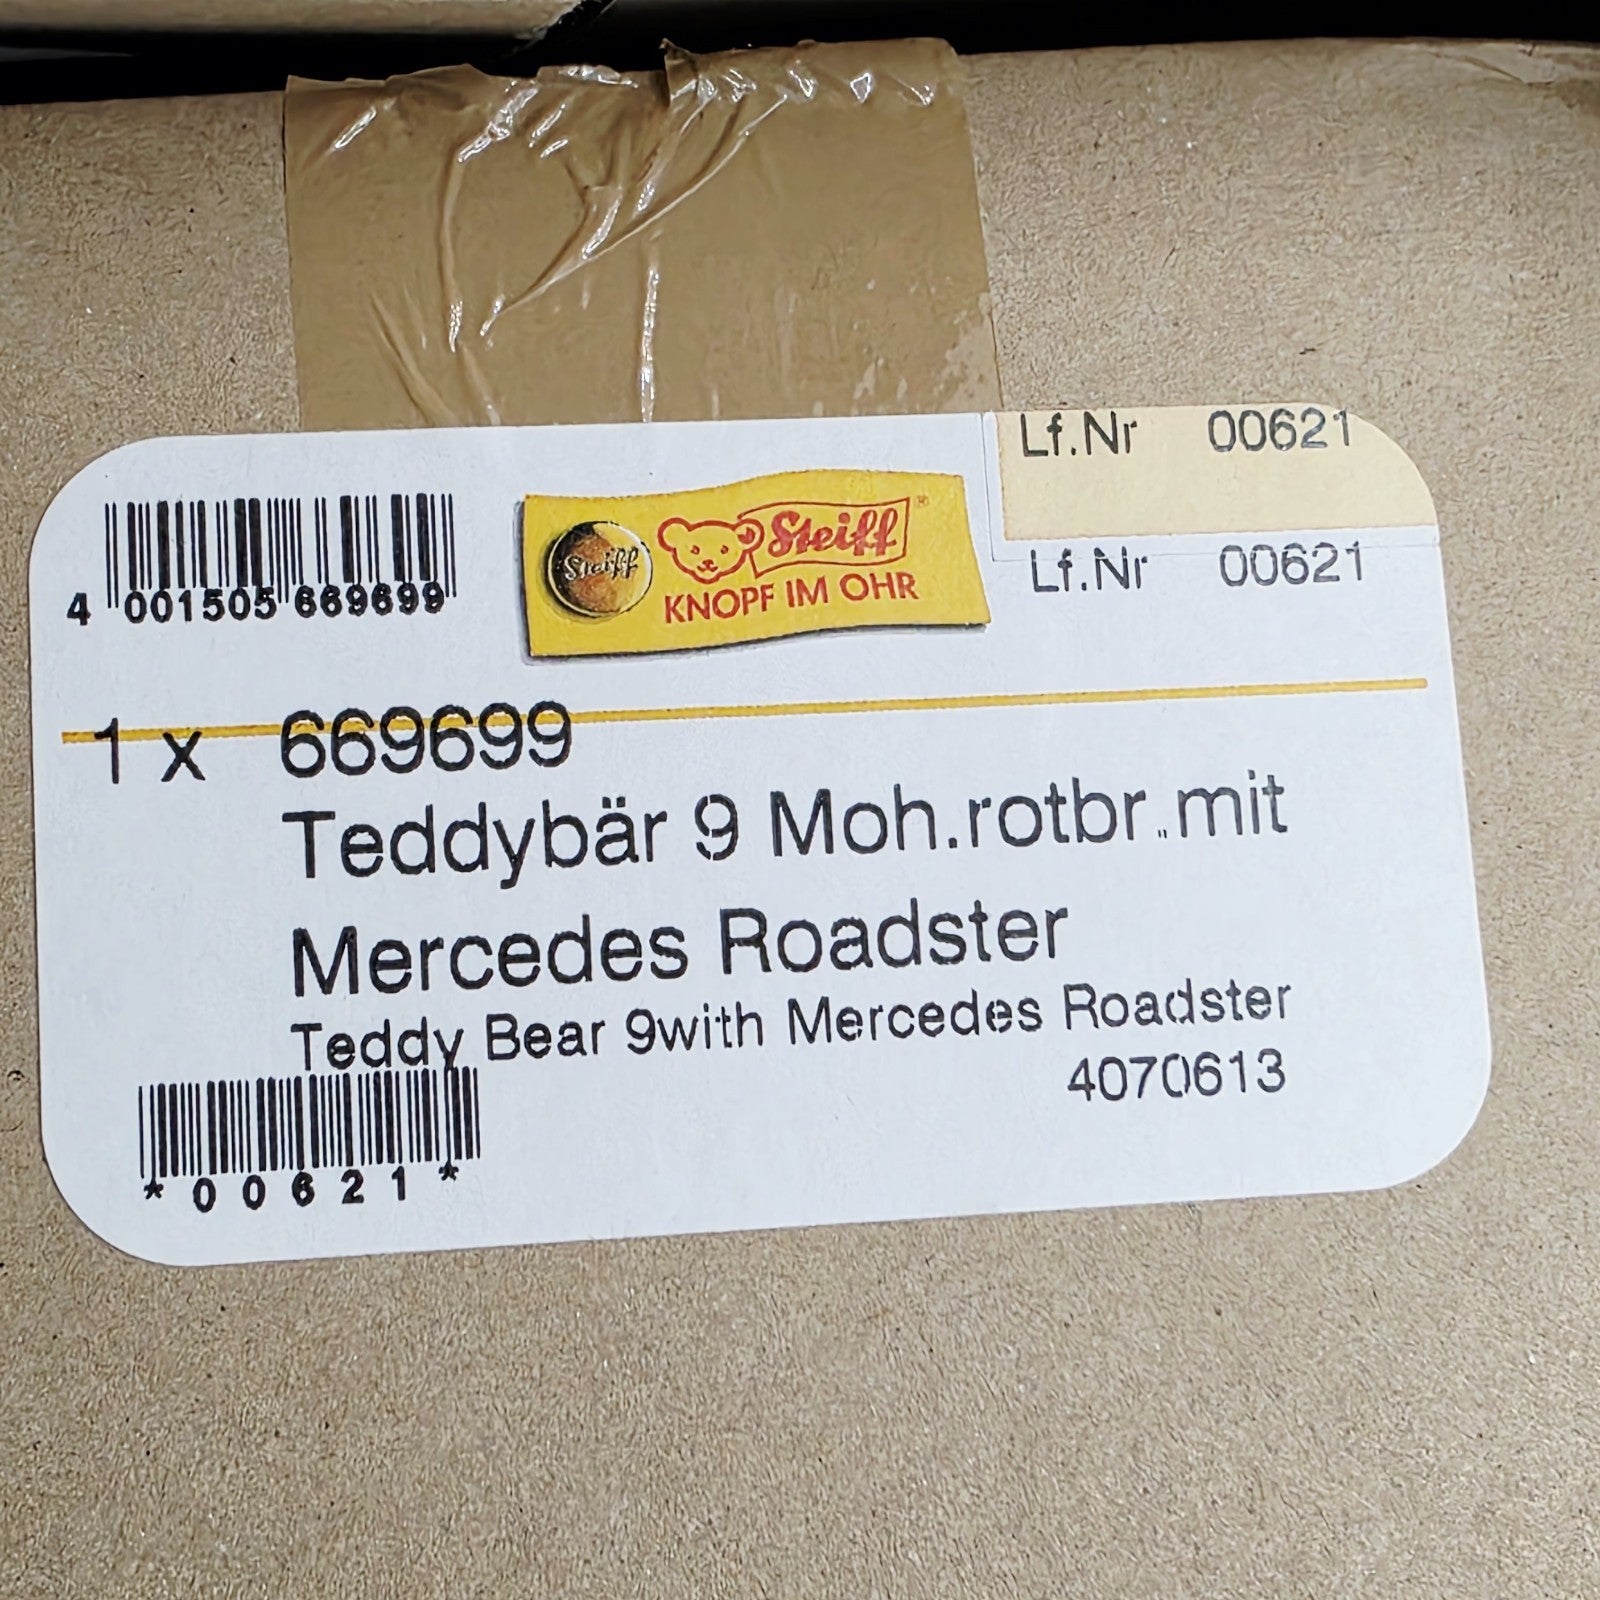 Lf.Nr 00621
Lf.Nr 00621
4 001505 669699
Steiff
Steiff ®
KNOPF IM OHR
1 x 669699
Teddybär 9 Moh.rotbr.. mit
Mercedes Roadster
Teddy Bear 9with Mercedes Roadster
4070613
*00621*